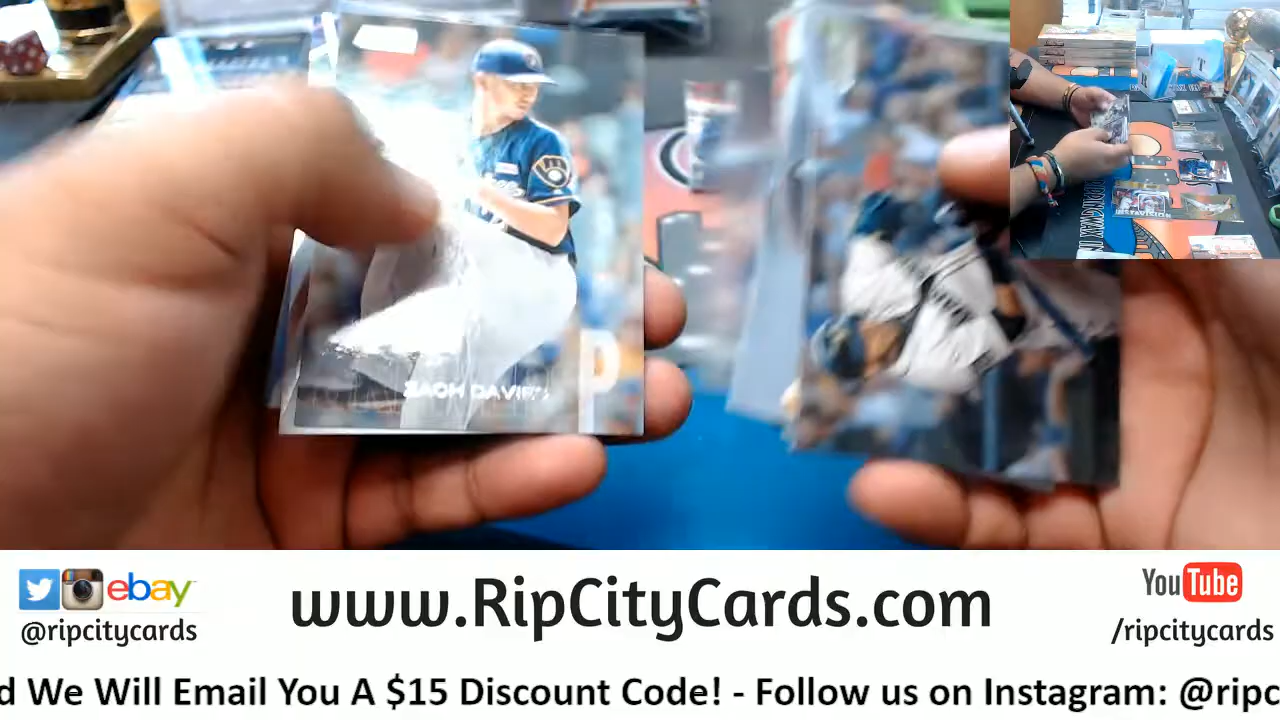 ZACH DAVIES
INSTAVISION
ebay
@ripcitycards
www.RipCityCards.com
YouTube
/ripcitycards
d We Will Email You A $15 Discount Code! - Follow us on Instagram: @ripc